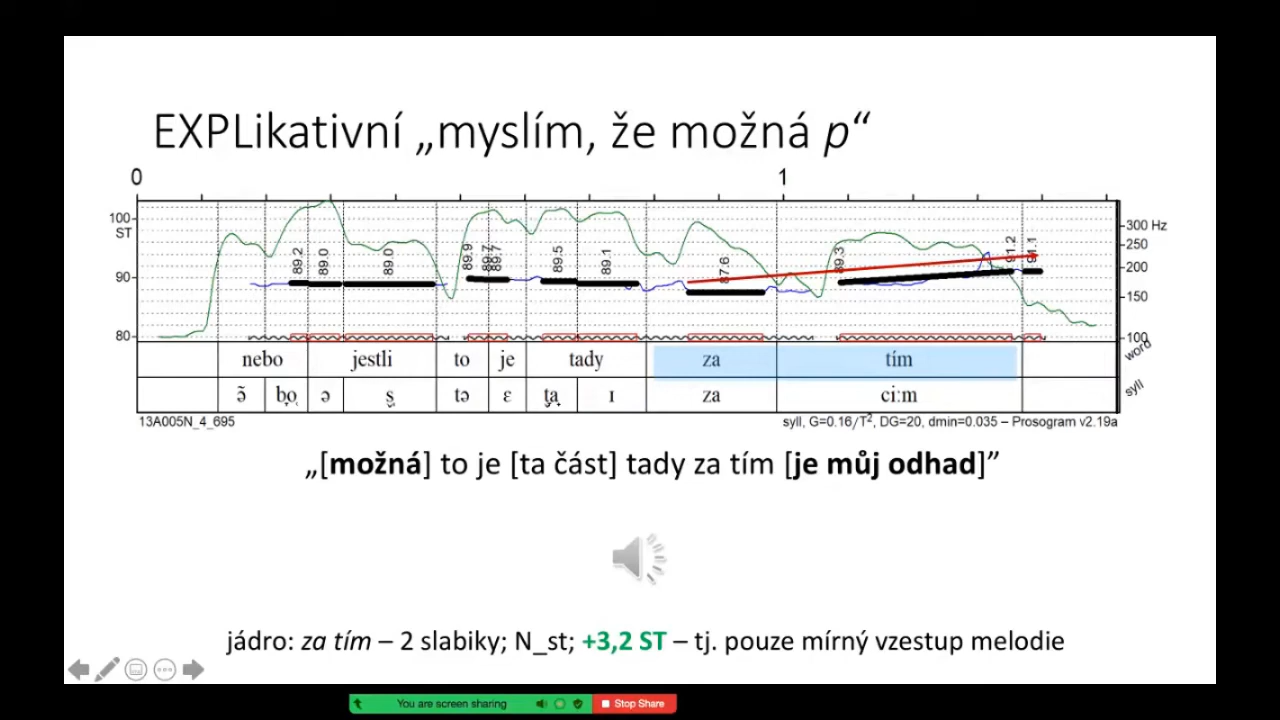 EXPLikativní „myslím, že možná p“
0 1
100 ST 90 80
300 Hz 250 200 150 100
89.2 89.0 89.0 89.9 89.7 89.7 89.5 89.1 87.6 89.3 91.2 91.1
nebo jestli to je tady za tím word
ə̃ bo̤ ə s̬ tə ɛ ɪ za ciːm syll
13A005N_4_695 syll, G=0.16/T², DG=20, dmin=0.035 – Prosogram v2.19a
„[možná] to je [ta část] tady za tím [je můj odhad]”
jádro: za tím – 2 slabiky; N_st; +3,2 ST – tj. pouze mírný vzestup melodie
You are screen sharing Stop Share